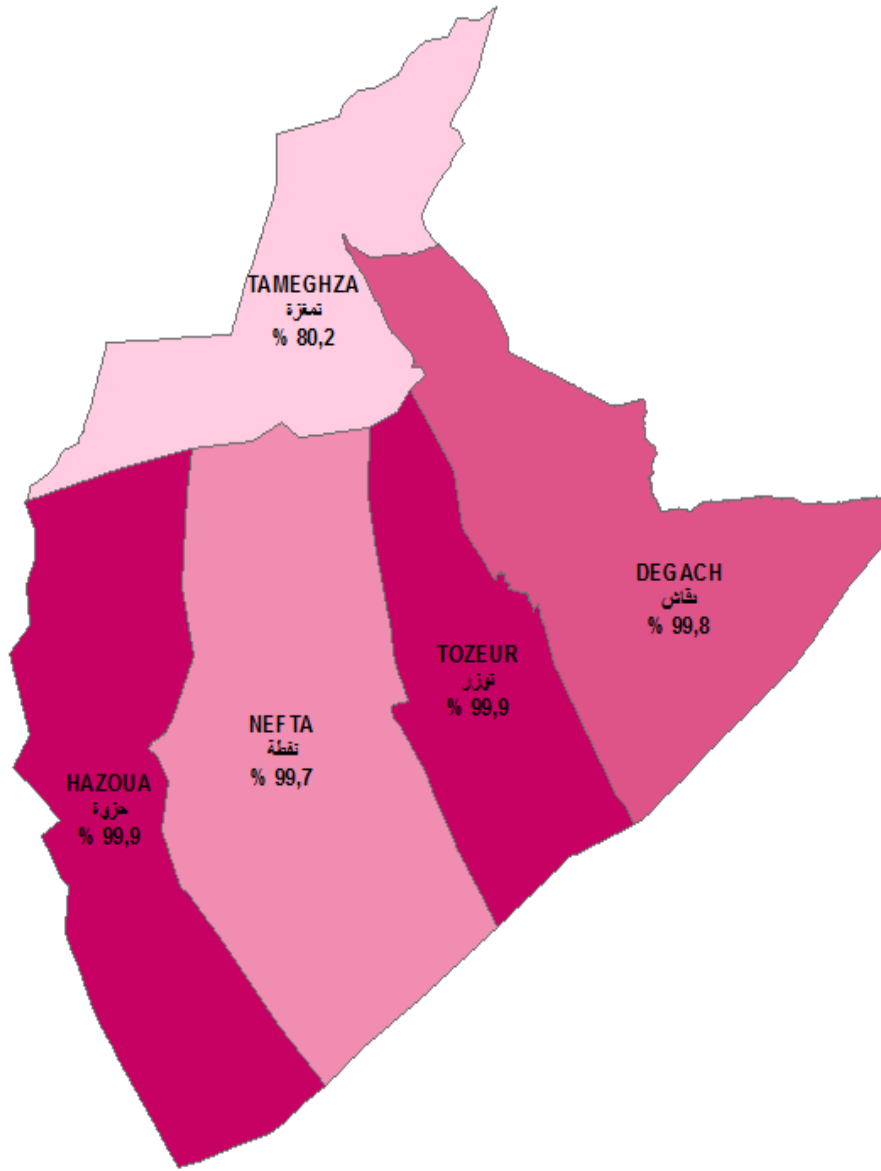 TAMEGHZA
تمغزة
% 80,2
DEGACH
دقاش
% 99,8
TOZEUR
توزر
% 99,9
NEFTA
نفطة
% 99,7
HAZOUA
حزوة
% 99,9